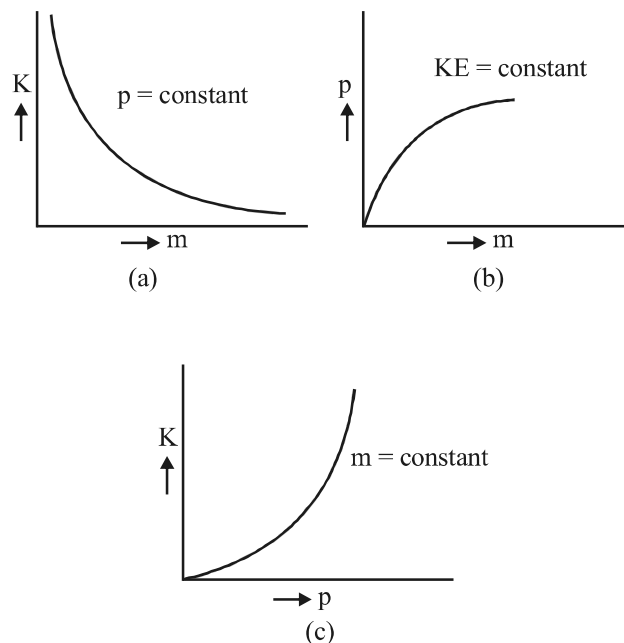 K
p = constant
m
(a)
p
KE = constant
m
(b)
K
m = constant
p
(c)